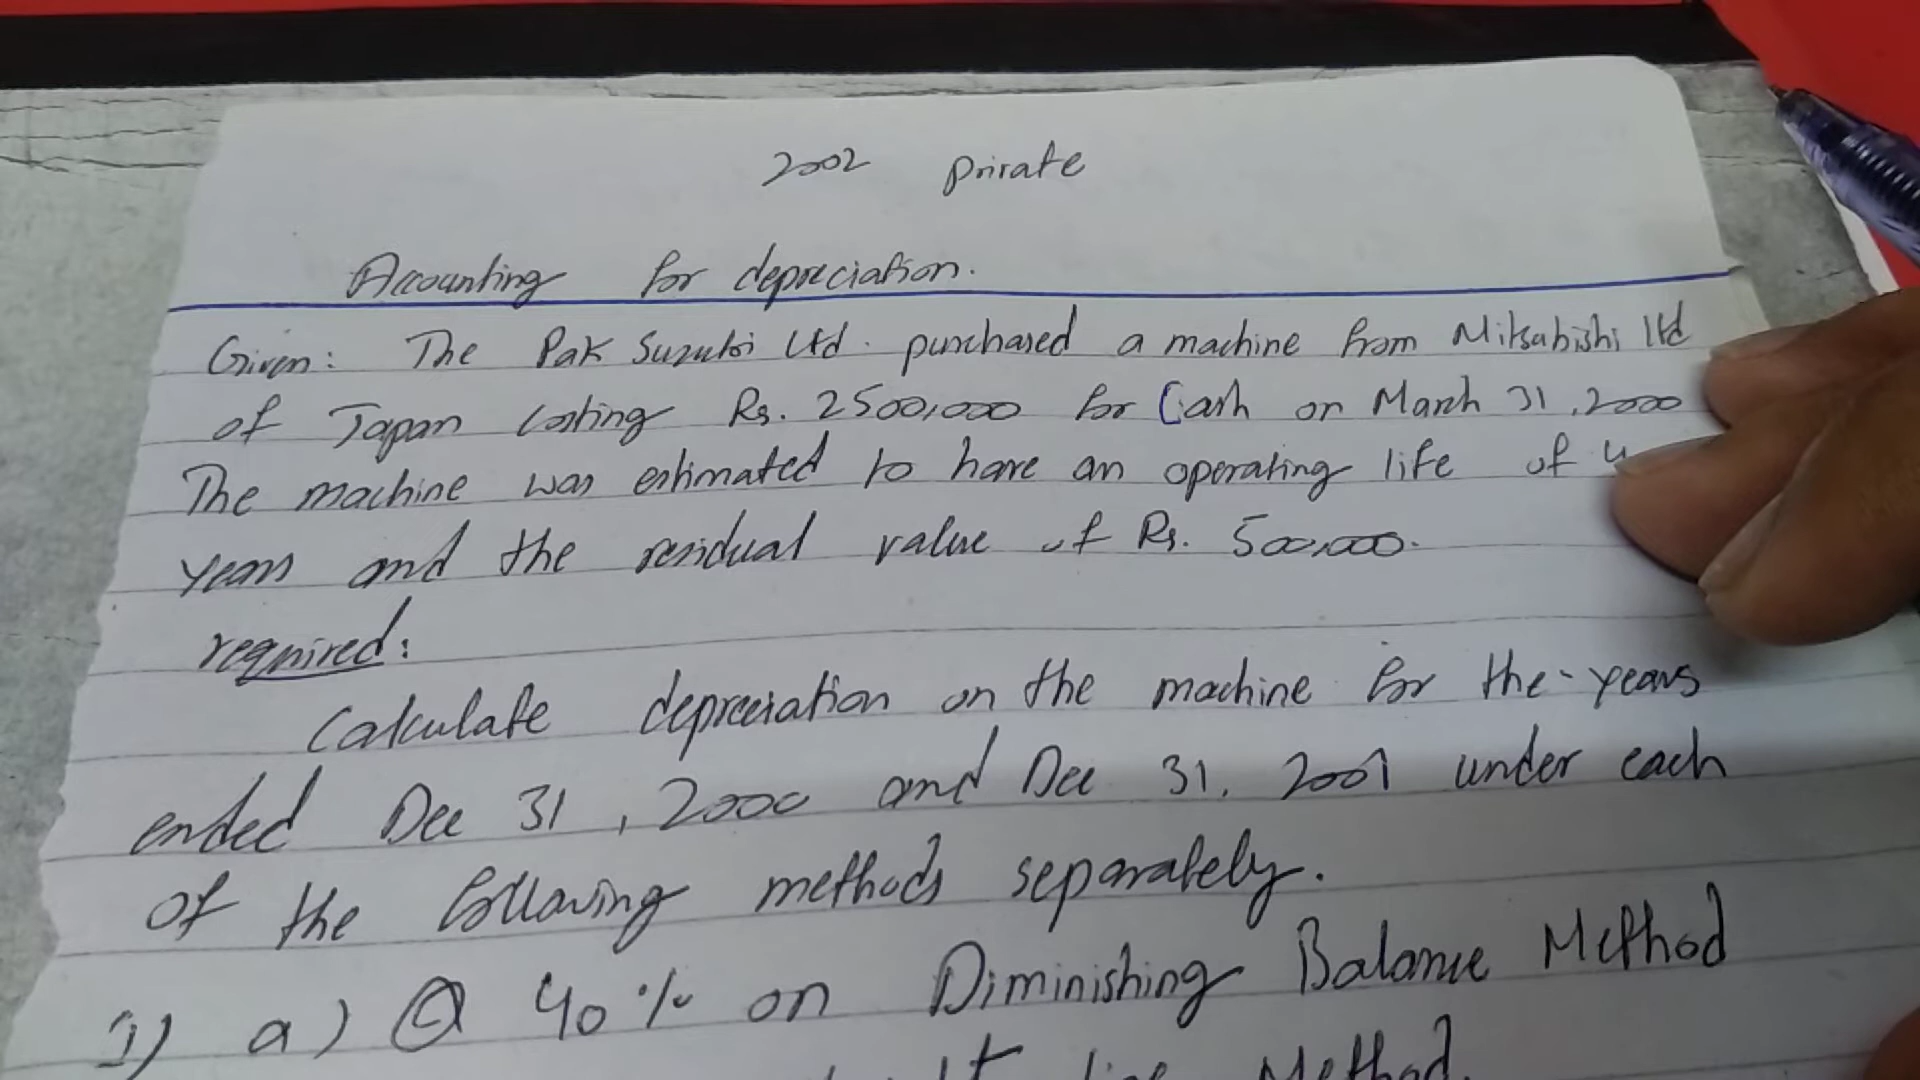 2002 Private
Accounting for depreciation.
Given: The Pak Suzuki Ltd. purchased a machine from Mitsubishi ltd
of Japan costing Rs. 2500,000 for Cash on March 31, 2000
The machine was estimated to have an operating life of 4
years and the residual value of Rs. 500,000.
required:
Calculate depreciation on the machine for the years
ended Dec 31, 2000 and Dec 31, 2001 under each
of the following methods separately.
1) a) @ 40% on Diminishing Balance Method
line Method.